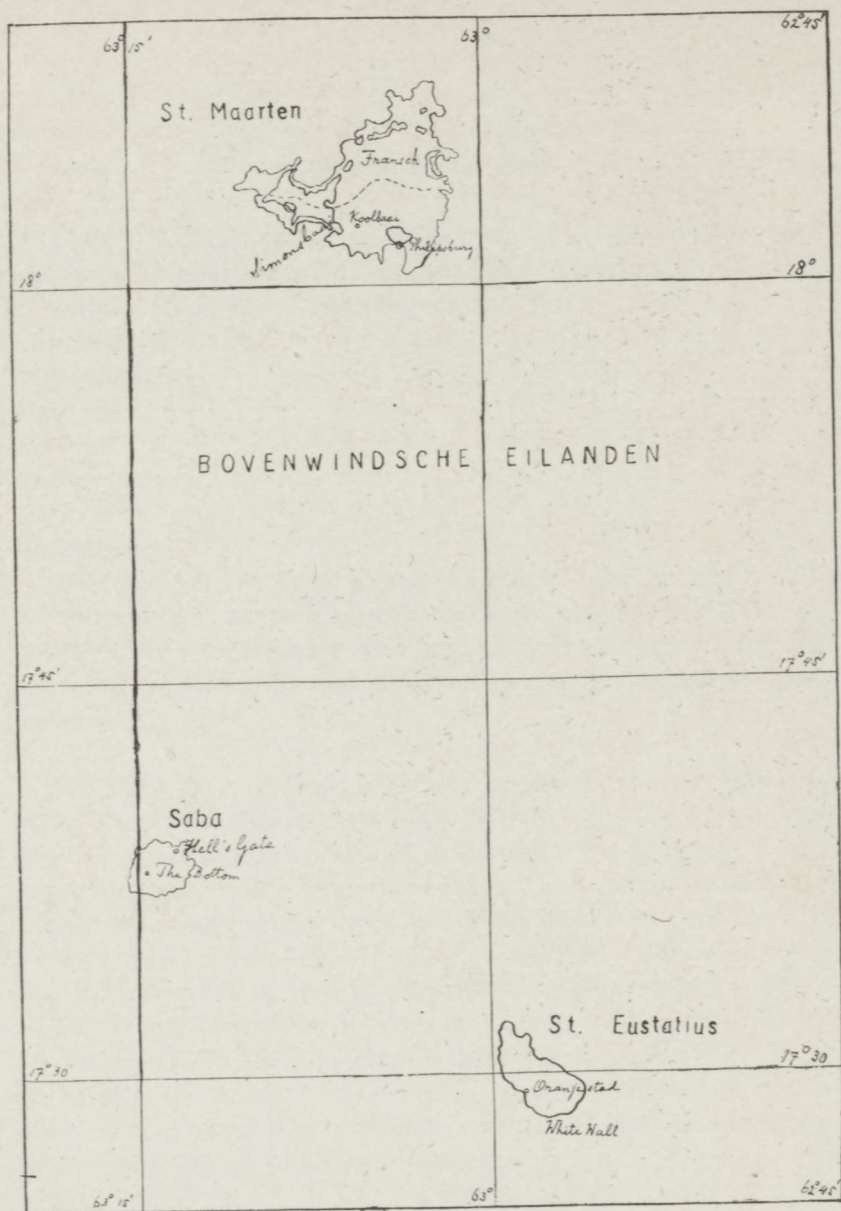 63° 15'
63°
62° 45'
St. Maarten
Fransch
Koolbaai
Simonsbaai
Philipsburg
18°
18°
BOVENWINDSCHE EILANDEN
17° 45'
17° 45'
Saba
Hell's Gate
The Bottom
St. Eustatius
17° 30
17° 30
Oranjestad
White Wall
63° 15'
63°
62° 45'